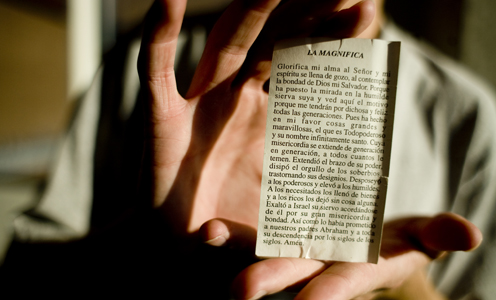 LA MAGNIFICA
Glorifica mi alma al Señor y mi
espíritu se llena de gozo, al contemplar
la bondad de Dios mi Salvador. Porque
ha puesto la mirada en la humilde
sierva suya y ved aquí el motivo
porque me tendrán por dichosa y feliz
todas las generaciones. Pues ha hecho
en mi favor cosas grandes y
maravillosas, el que es Todopoderoso
y su nombre infinitamente santo. Cuya
misericordia se extiende de generación
en generación, a todos cuantos le
temen. Extendió el brazo de su poder,
disipó el orgullo de los soberbios
trastornando sus designios. Desposeyó
a los poderosos y elevó a los humildes.
A los necesitados los llenó de bienes
y a los ricos los dejó sin cosa alguna.
Exaltó a Israel su siervo acordándose
de él por su gran misericordia y
bondad. Así como lo había prometido
a nuestros padres Abraham y a toda
su descendencia por los siglos de los
siglos. Amés.